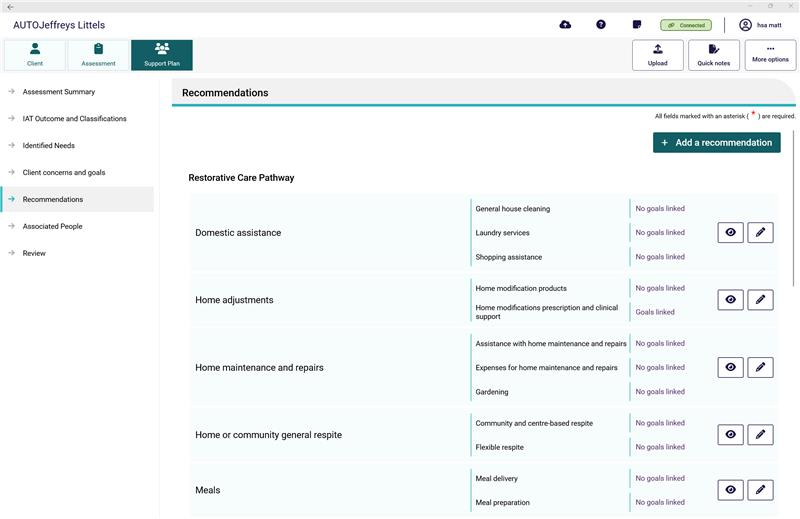 AUTOJeffreys Littels
Connected
hsa matt
Client
Assessment
Support Plan
Upload
Quick notes
More options
Assessment Summary
IAT Outcome and Classifications
Identified Needs
Client concerns and goals
Recommendations
Associated People
Review
Recommendations
All fields marked with an asterisk ( * ) are required.
+ Add a recommendation
Restorative Care Pathway
Domestic assistance
General house cleaning
No goals linked
Laundry services
No goals linked
Shopping assistance
No goals linked
Home adjustments
Home modification products
No goals linked
Home modifications prescription and clinical
support
Goals linked
Home maintenance and repairs
Assistance with home maintenance and repairs
No goals linked
Expenses for home maintenance and repairs
No goals linked
Gardening
No goals linked
Home or community general respite
Community and centre-based respite
No goals linked
Flexible respite
No goals linked
Meals
Meal delivery
No goals linked
Meal preparation
No goals linked